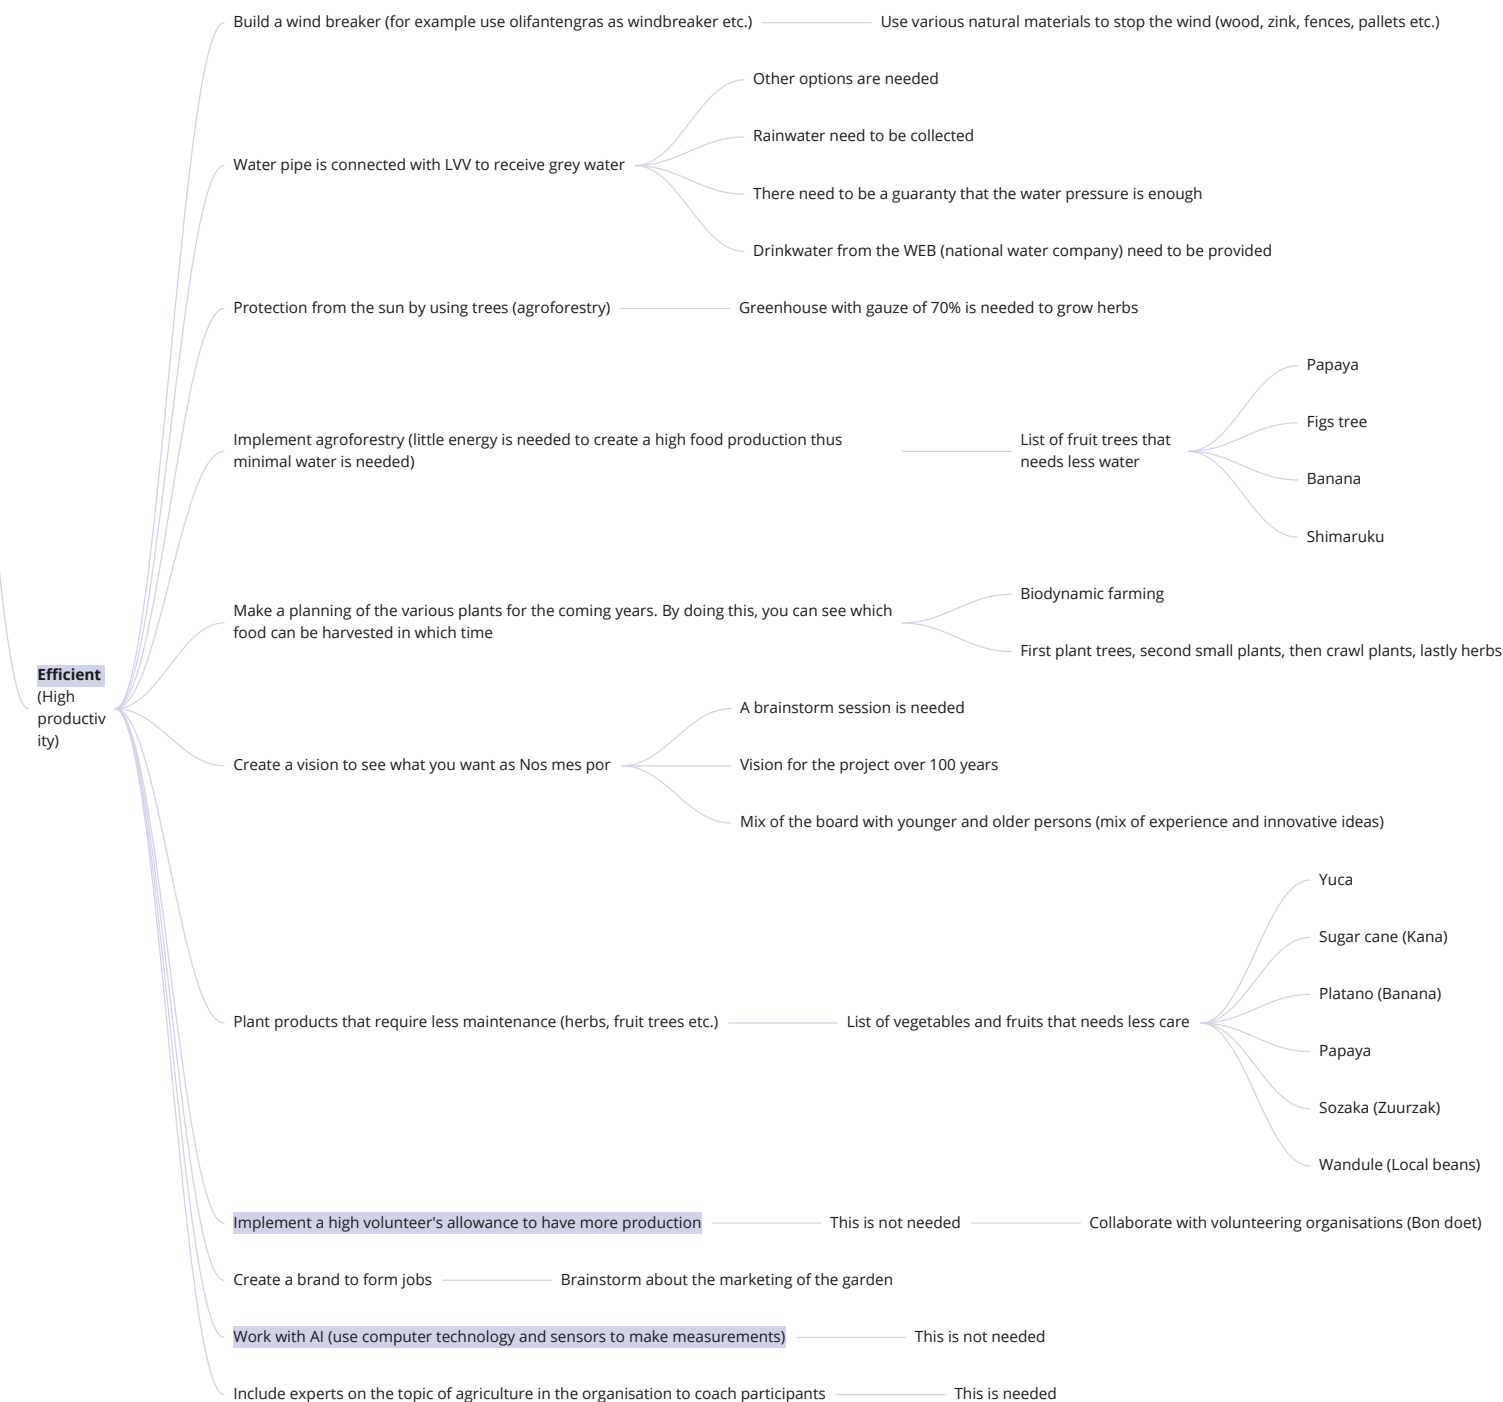 Build a wind breaker (for example use olifantengras as windbreaker etc.)
Use various natural materials to stop the wind (wood, zink, fences, pallets etc.)
Water pipe is connected with LVV to receive grey water
Other options are needed
Rainwater need to be collected
There need to be a guaranty that the water pressure is enough
Drinkwater from the WEB (national water company) need to be provided
Protection from the sun by using trees (agroforestry)
Greenhouse with gauze of 70% is needed to grow herbs
Implement agroforestry (little energy is needed to create a high food production thus
minimal water is needed)
List of fruit trees that
needs less water
Papaya
Figs tree
Banana
Shimaruku
Make a planning of the various plants for the coming years. By doing this, you can see which
food can be harvested in which time
Biodynamic farming
First plant trees, second small plants, then crawl plants, lastly herbs
Efficient
(High
productiv
ity)
Create a vision to see what you want as Nos mes por
A brainstorm session is needed
Vision for the project over 100 years
Mix of the board with younger and older persons (mix of experience and innovative ideas)
Plant products that require less maintenance (herbs, fruit trees etc.)
List of vegetables and fruits that needs less care
Yuca
Sugar cane (Kana)
Platano (Banana)
Papaya
Sozaka (Zuurzak)
Wandule (Local beans)
Implement a high volunteer's allowance to have more production
This is not needed
Collaborate with volunteering organisations (Bon doet)
Create a brand to form jobs
Brainstorm about the marketing of the garden
Work with AI (use computer technology and sensors to make measurements)
This is not needed
Include experts on the topic of agriculture in the organisation to coach participants
This is needed